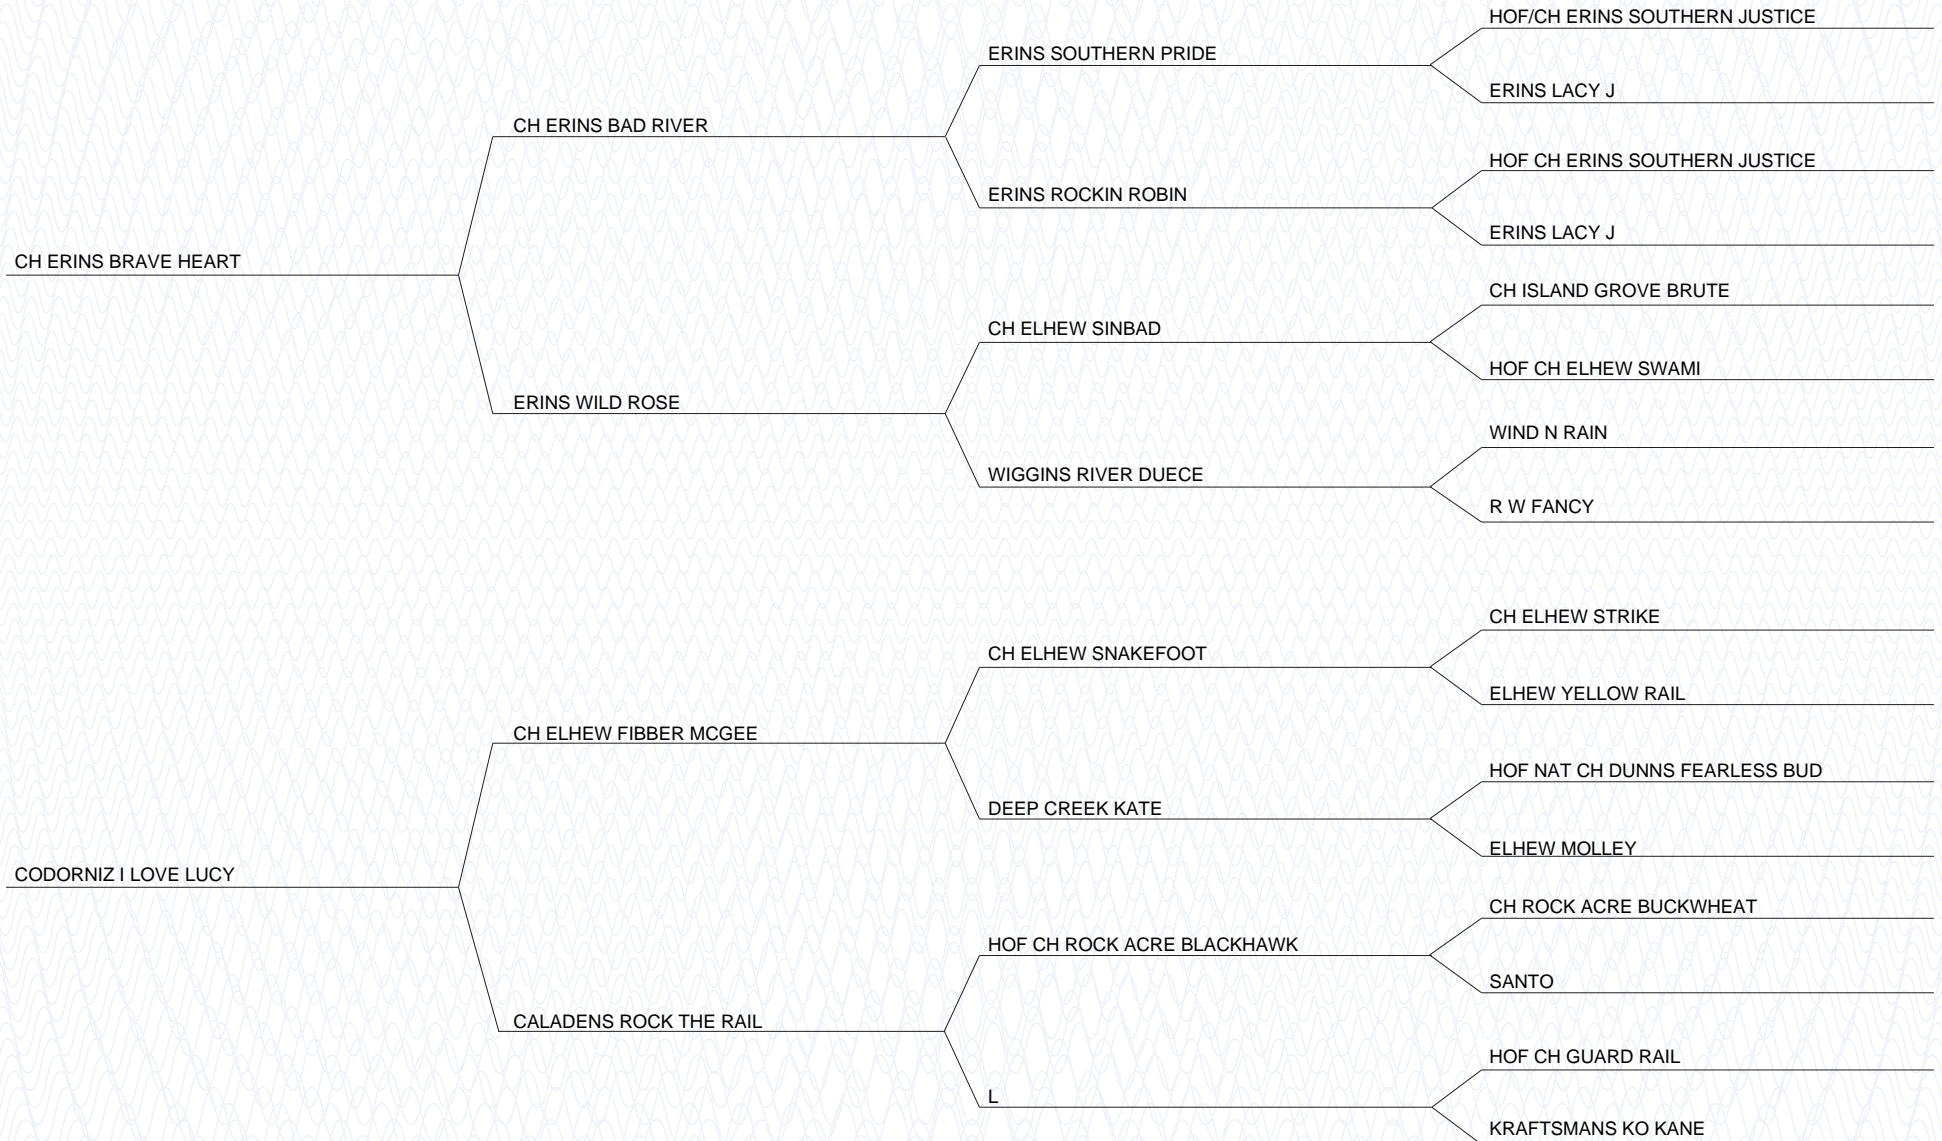 HOF/CH ERINS SOUTHERN JUSTICE
ERINS SOUTHERN PRIDE
ERINS LACY J
CH ERINS BAD RIVER
HOF CH ERINS SOUTHERN JUSTICE
ERINS ROCKIN ROBIN
ERINS LACY J
CH ERINS BRAVE HEART
CH ISLAND GROVE BRUTE
CH ELHEW SINBAD
HOF CH ELHEW SWAMI
ERINS WILD ROSE
WIND N RAIN
WIGGINS RIVER DUECE
R W FANCY
CH ELHEW STRIKE
CH ELHEW SNAKEFOOT
ELHEW YELLOW RAIL
CH ELHEW FIBBER MCGEE
HOF NAT CH DUNNS FEARLESS BUD
DEEP CREEK KATE
ELHEW MOLLEY
CODORNIZ I LOVE LUCY
CH ROCK ACRE BUCKWHEAT
HOF CH ROCK ACRE BLACKHAWK
SANTO
CALADENS ROCK THE RAIL
HOF CH GUARD RAIL
L
KRAFTSMANS KO KANE